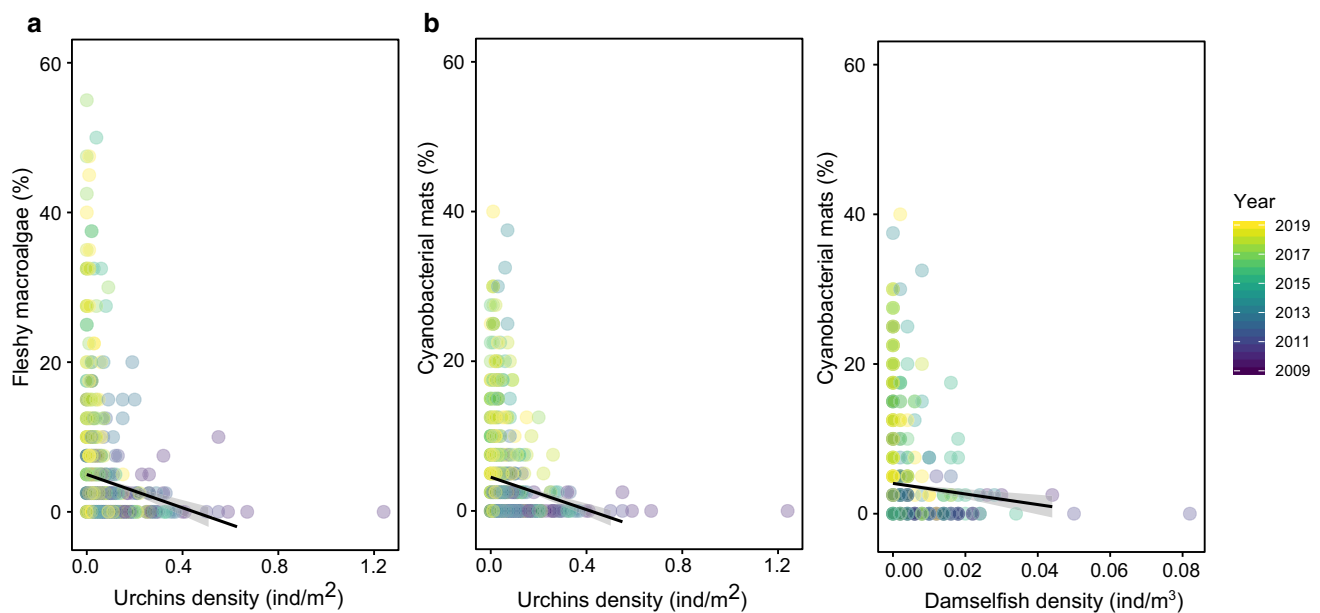 a
60
40
20
0
Fleshy macroalgae (%)
0.0 0.4 0.8 1.2
Urchins density (ind/m2)
b
60
40
20
0
Cyanobacterial mats (%)
0.0 0.4 0.8 1.2
Urchins density (ind/m2)
60
40
20
0
Cyanobacterial mats (%)
0.00 0.02 0.04 0.06 0.08
Damselfish density (ind/m3)
Year
2019
2017
2015
2013
2011
2009